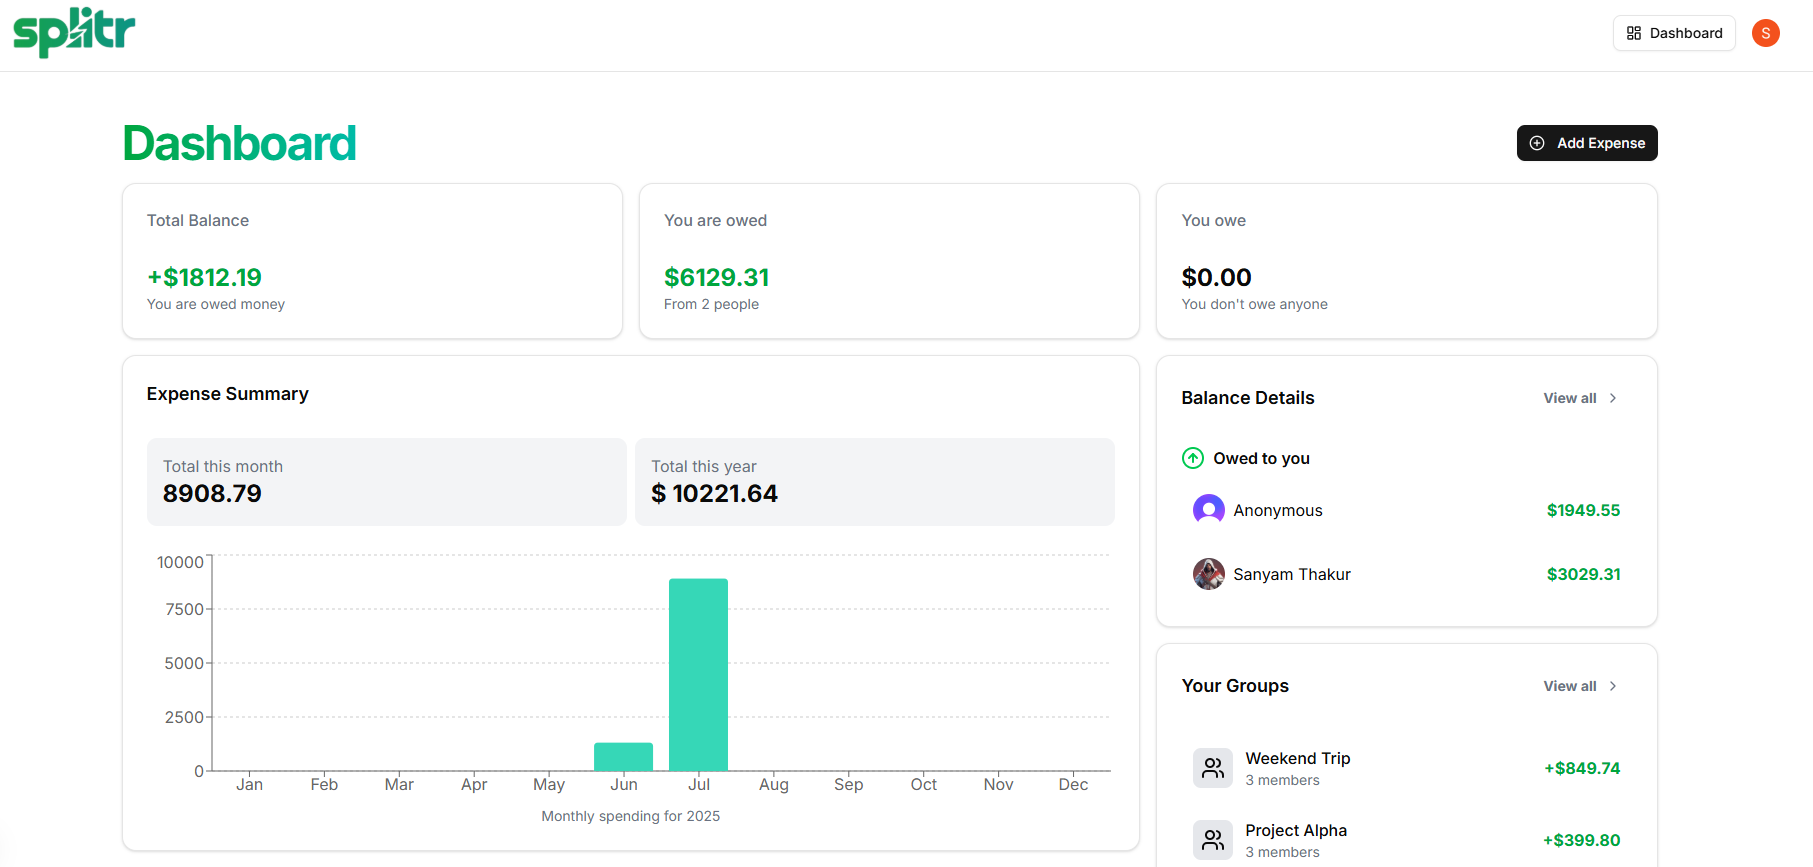 splitr
Dashboard
S
Dashboard
Add Expense
Total Balance
+$1812.19
You are owed money
You are owed
$6129.31
From 2 people
You owe
$0.00
You don't owe anyone
Expense Summary
Total this month
8908.79
Total this year
$ 10221.64
10000
7500
5000
2500
0
Jan Feb Mar Apr May Jun Jul Aug Sep Oct Nov Dec
Monthly spending for 2025
Balance Details
View all
Owed to you
Anonymous $1949.55
Sanyam Thakur $3029.31
Your Groups
View all
Weekend Trip
3 members
+$849.74
Project Alpha
3 members
+$399.80